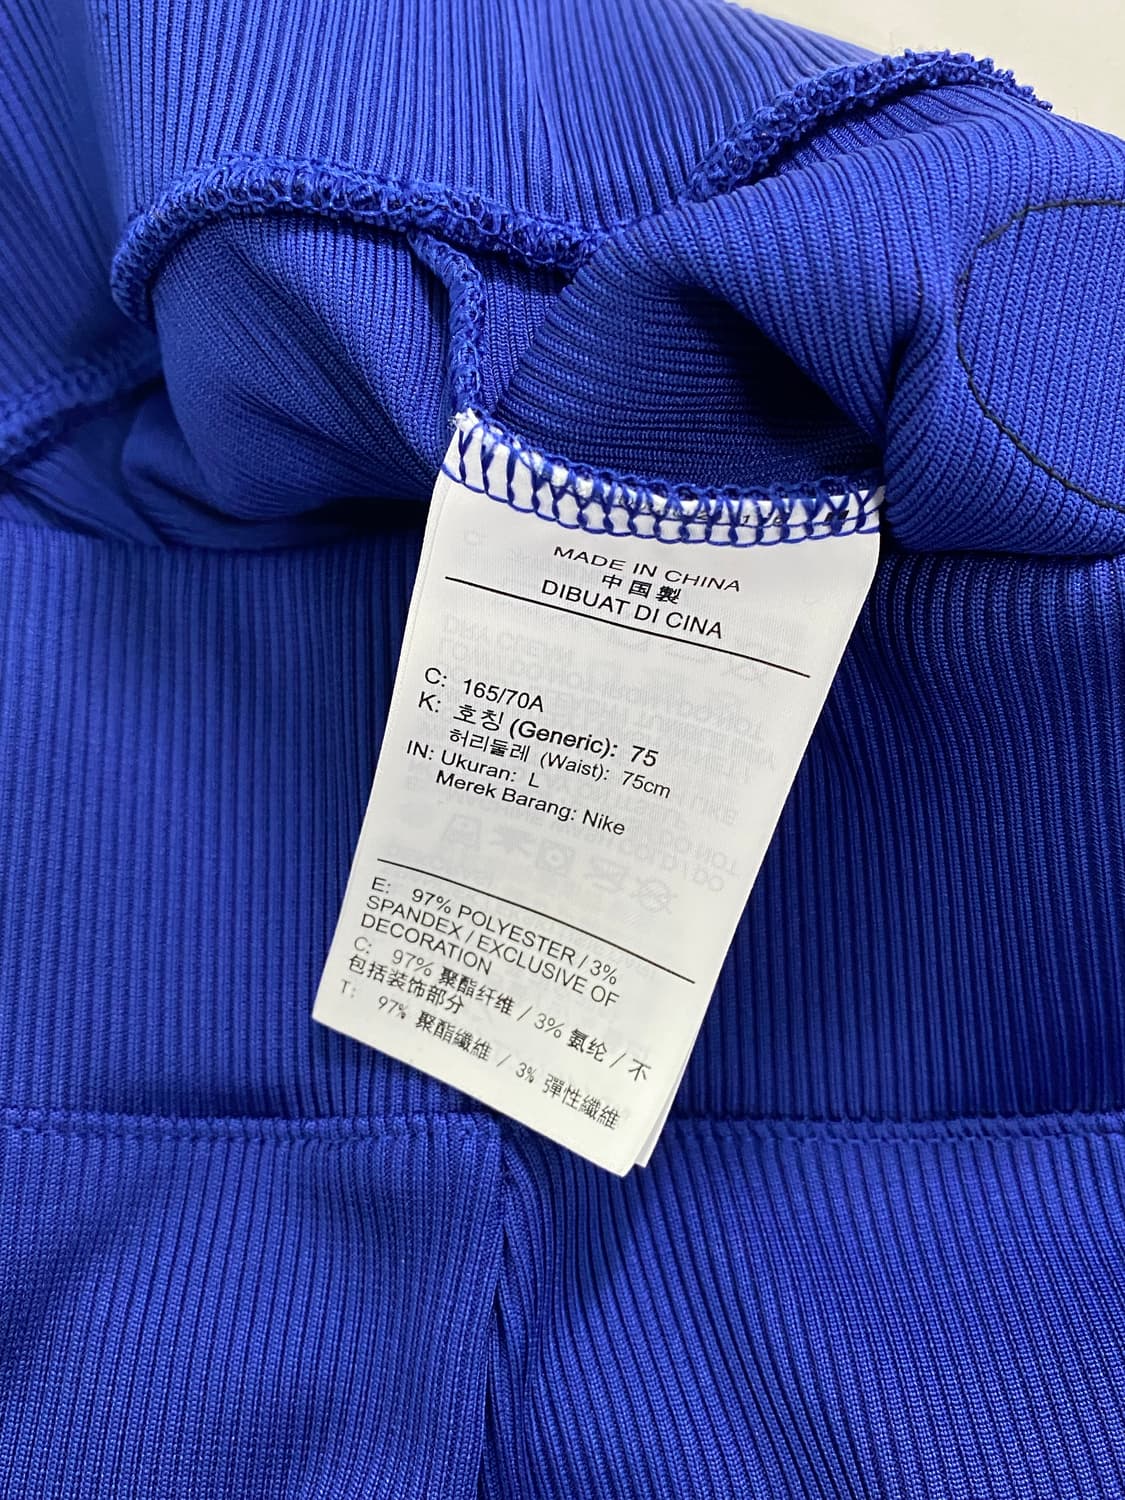 MADE IN CHINA
中国製
DIBUAT DI CINA
C: 165/70A
K: 호칭 (Generic): 75
허리둘레 (Waist): 75cm
IN: Ukuran: L
Merek Barang: Nike
E: 97% POLYESTER / 3%
SPANDEX / EXCLUSIVE OF
DECORATION
C: 97% 聚酯纤维 / 3% 氨纶 / 不
包括装饰部分
T: 97% 聚酯纖維 / 3% 彈性纖維